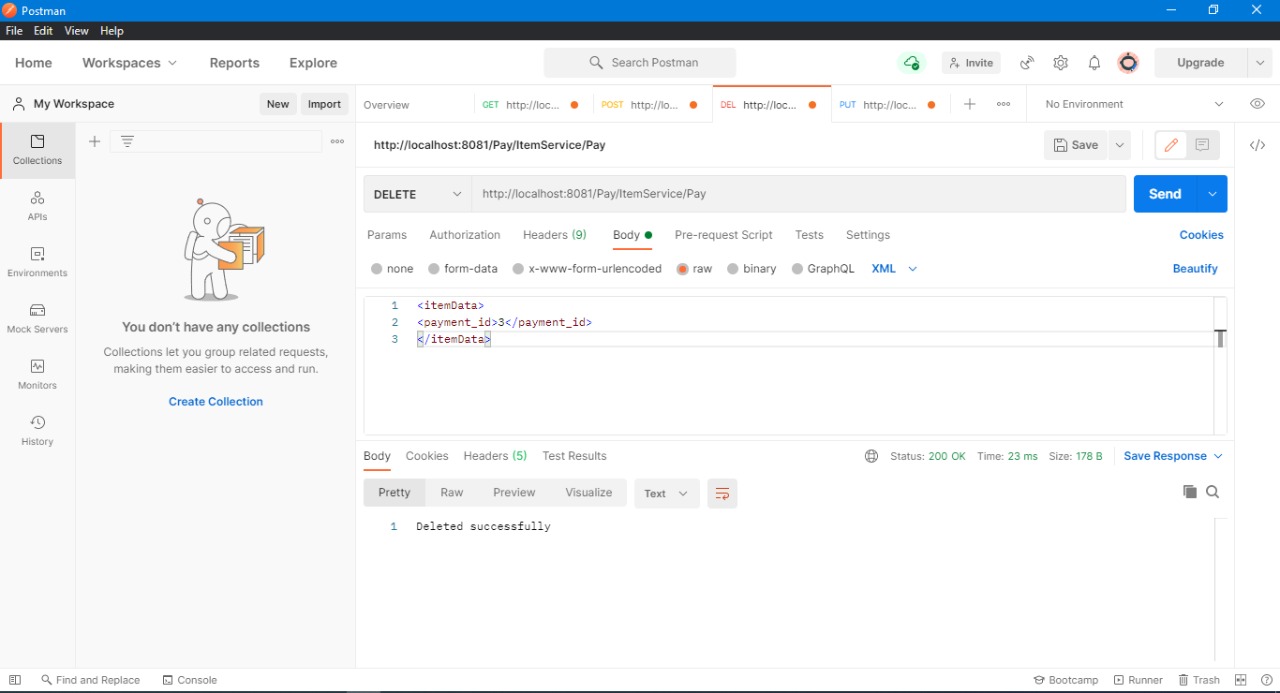 Postman
File Edit View Help
Home Workspaces Reports Explore Search Postman Invite Upgrade
My Workspace New Import Overview GET http://loc... POST http://lo... DEL http://loc... PUT http://loc... No Environment
Collections
APIs
Environments
Mock Servers
Monitors
History
You don't have any collections
Collections let you group related requests,
making them easier to access and run.
Create Collection
http://localhost:8081/Pay/ItemService/Pay Save
DELETE http://localhost:8081/Pay/ItemService/Pay Send
Params Authorization Headers (9) Body Pre-request Script Tests Settings Cookies
none form-data x-www-form-urlencoded raw binary GraphQL XML Beautify
1 <itemData>
2 <payment_id>3</payment_id>
3 </itemData>
Body Cookies Headers (5) Test Results Status: 200 OK Time: 23 ms Size: 178 B Save Response
Pretty Raw Preview Visualize Text
1 Deleted successfully
Find and Replace Console Bootcamp Runner Trash